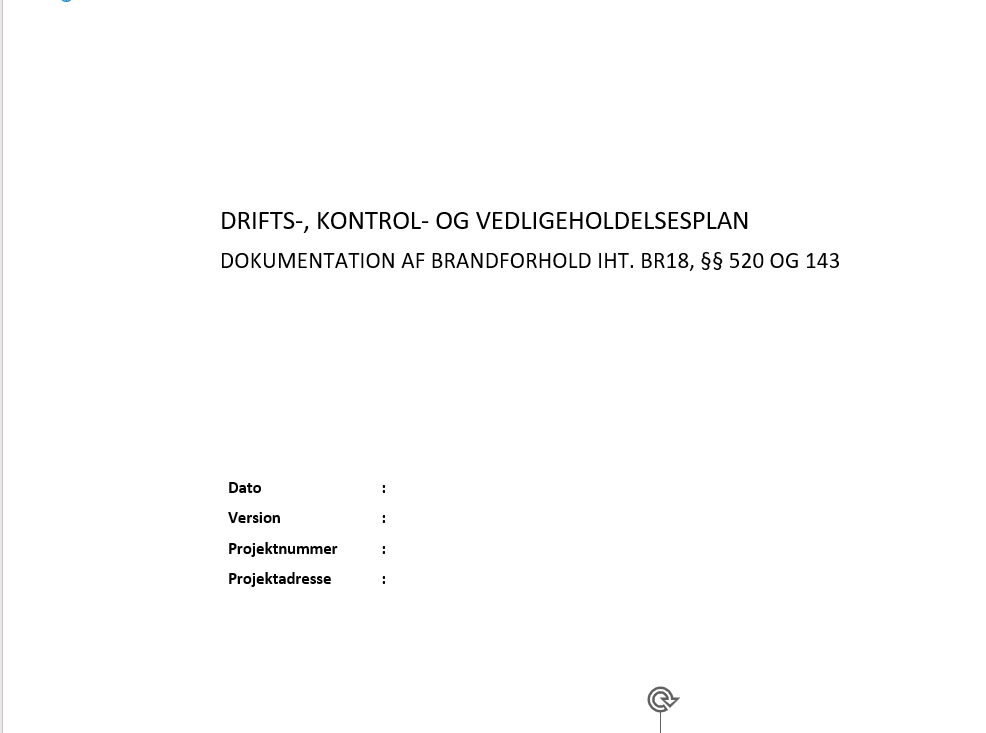 DRIFTS-, KONTROL- OG VEDLIGEHOLDELSESPLAN
DOKUMENTATION AF BRANDFORHOLD IHT. BR18, §§ 520 OG 143
Dato :
Version :
Projektnummer :
Projektadresse :